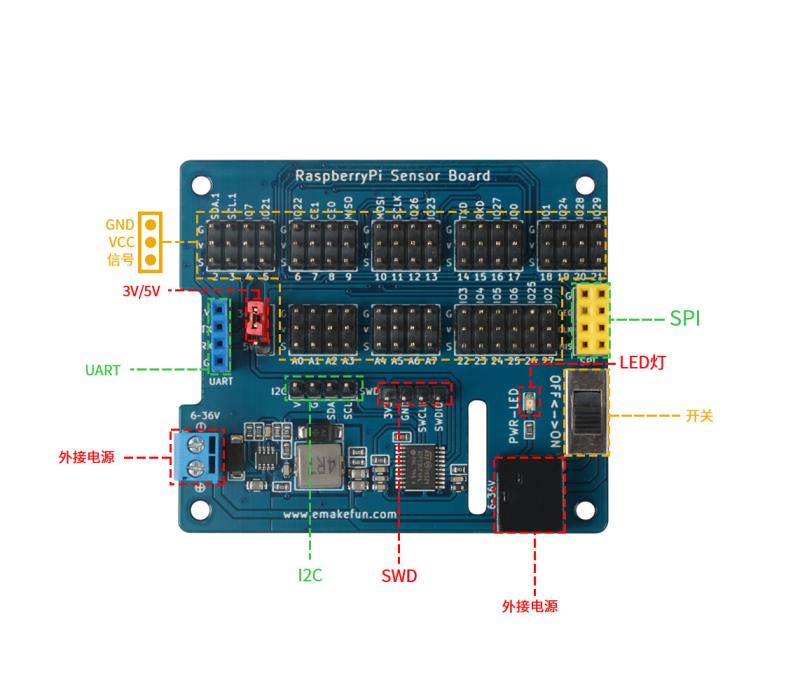 RaspberryPi Sensor Board
SDA.1 SCL.1 IO7 IO21 IO22 CE1 CE0 MISO MOSI SCLK IO26 IO23 TXD RXD IO27 IO0 IO1 IO24 IO28 IO29
GND
VCC
信号
G G G G
V V V V
S S S S
2 3 4 5 6 7 8 9 10 11 12 13 14 15 16 17 18 19 20 21
3V/5V
IO3 IO4 IO5 IO6 IO25 IO2
SPI
UART
A0 A1 A2 A3 A4 A5 A6 A7 22 23 24 25 26 27
SPI
LED灯
UART
I2C
V G SDA SCL
SWD
3V3 GND SWCLK SWDIO
PWR-LED
OFF<-|->ON
开关
6-36V
外接电源
4R7
6-36V
www.emakefun.com
I2C
SWD
外接电源